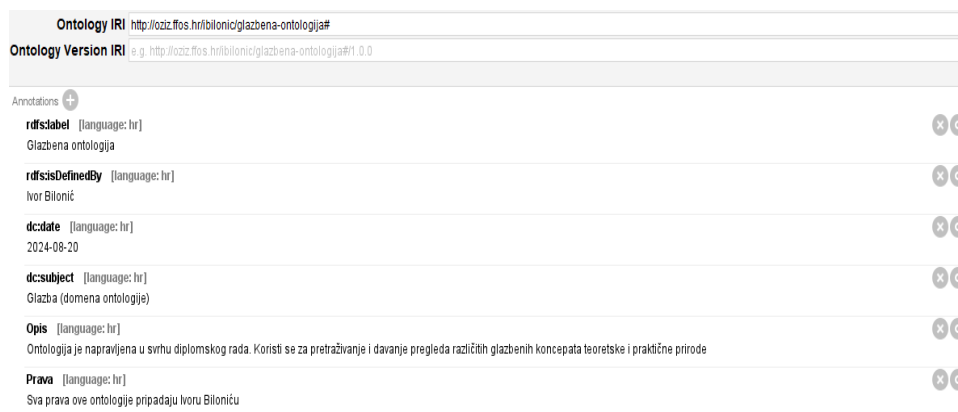 Ontology IRI http://oziz.ffos.hr/ibilonic/glazbena-ontologija#
Ontology Version IRI e.g. http://oziz.ffos.hr/ibilonic/glazbena-ontologija#/1.0.0
Annotations
rdfs:label [language: hr]
Glazbena ontologija
rdfs:isDefinedBy [language: hr]
Ivor Bilonić
dc:date [language: hr]
2024-08-20
dc:subject [language: hr]
Glazba (domena ontologije)
Opis [language: hr]
Ontologija je napravljena u svrhu diplomskog rada. Koristi se za pretraživanje i davanje pregleda različitih glazbenih koncepata teoretske i praktične prirode
Prava [language: hr]
Sva prava ove ontologije pripadaju Ivoru Biloniću